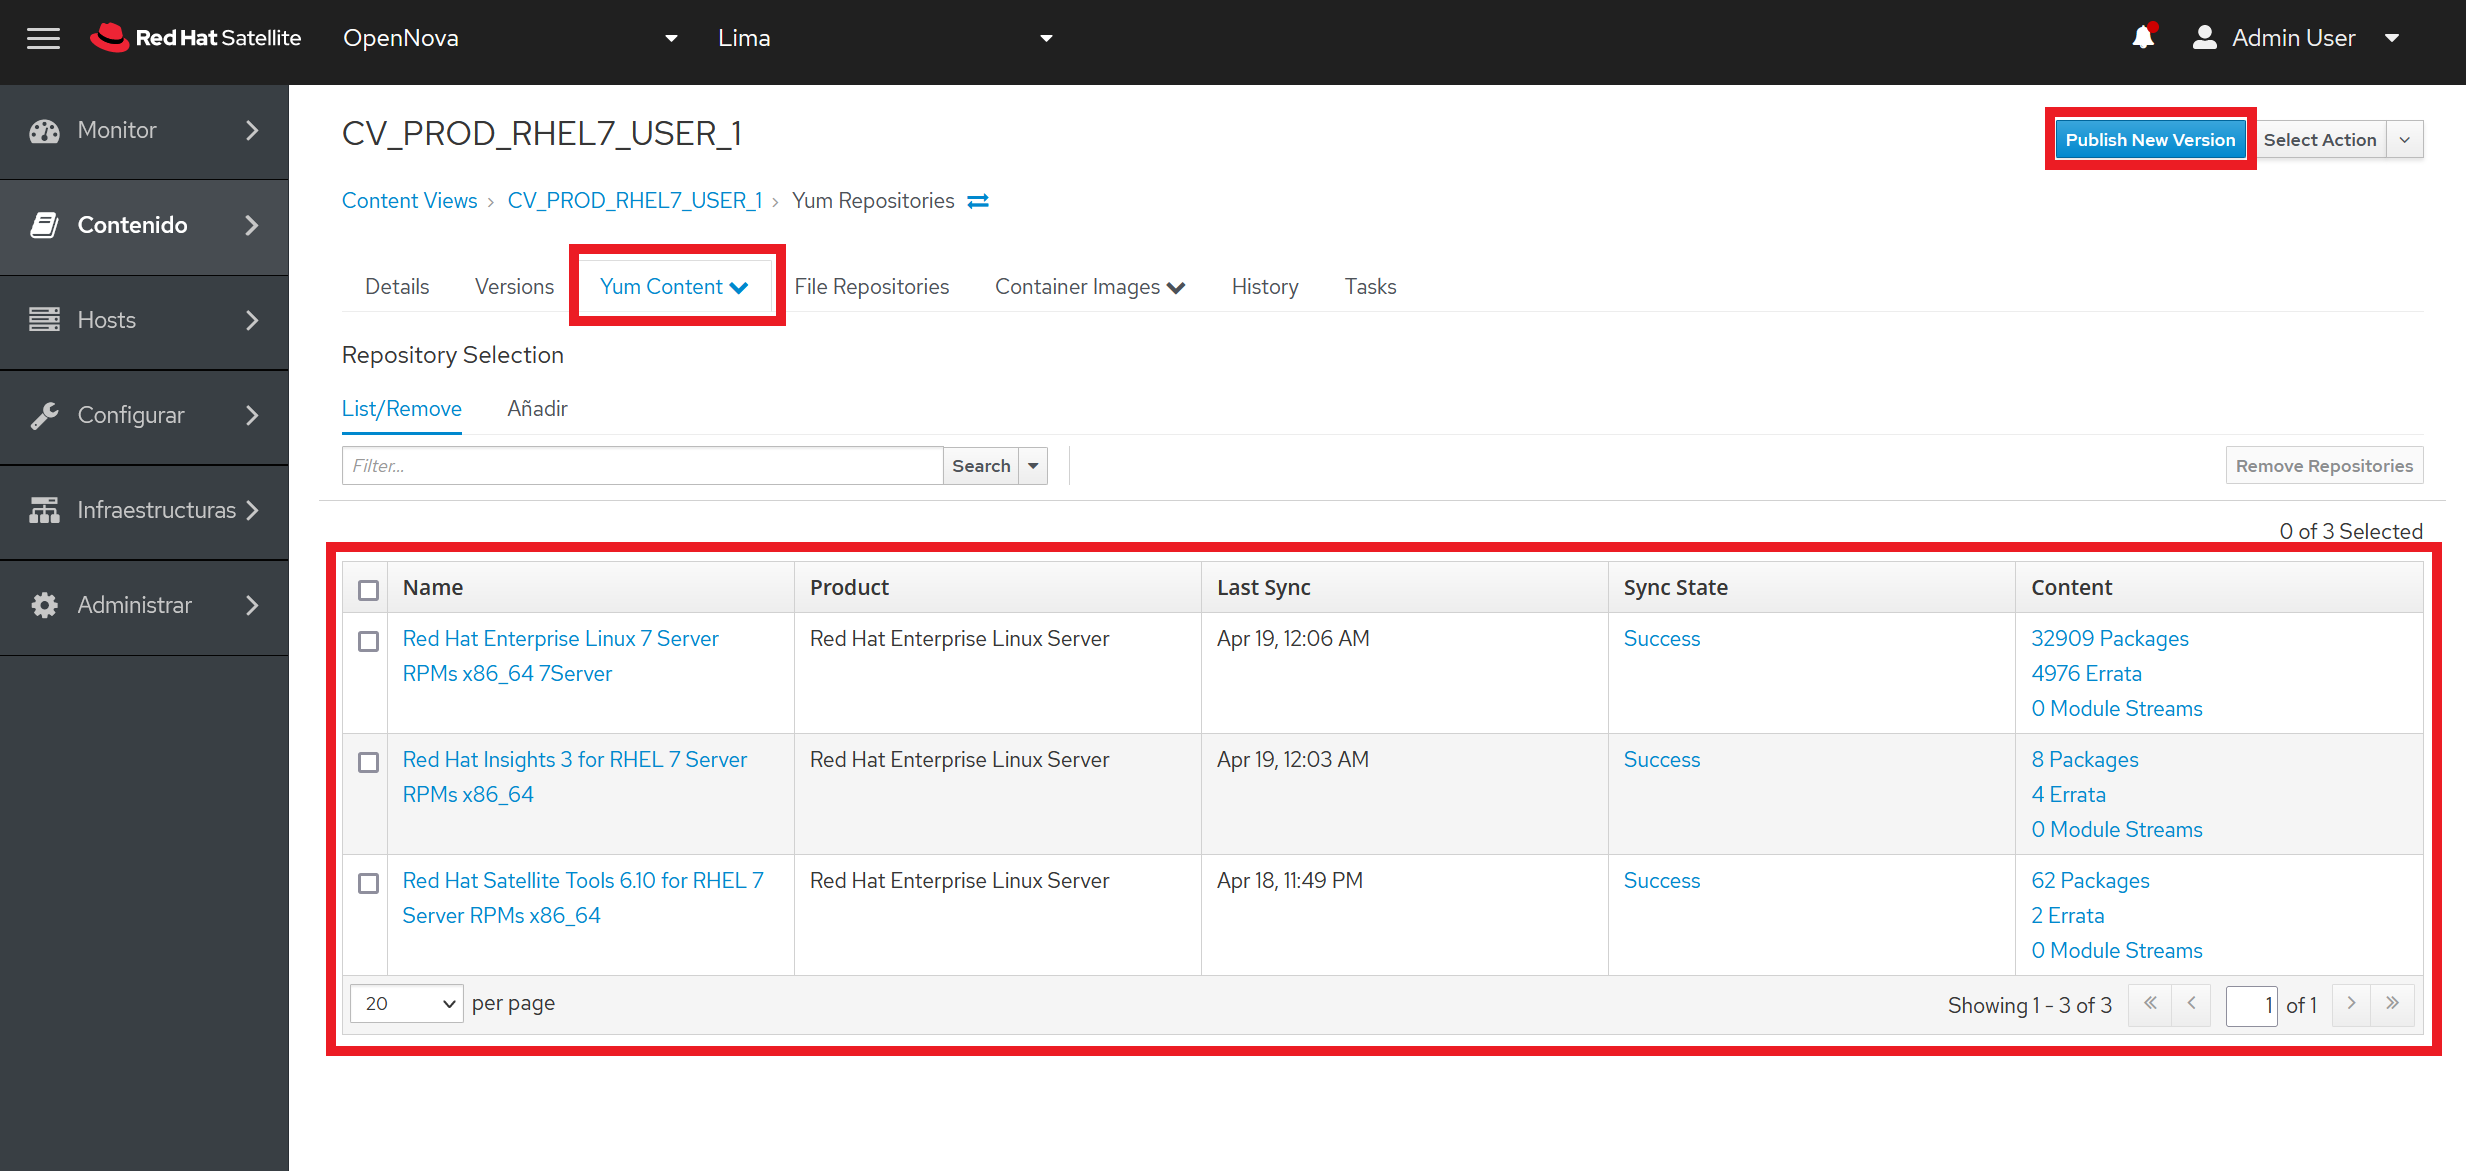 Red Hat Satellite OpenNova Lima Admin User
Monitor
Contenido
Hosts
Configurar
Infraestructuras
Administrar
CV_PROD_RHEL7_USER_1
Publish New Version Select Action
Content Views › CV_PROD_RHEL7_USER_1 › Yum Repositories
Details Versions Yum Content File Repositories Container Images History Tasks
Repository Selection
List/Remove Añadir
Filter... Search Remove Repositories
0 of 3 Selected
Name Product Last Sync Sync State Content
Red Hat Enterprise Linux 7 Server Red Hat Enterprise Linux Server Apr 19, 12:06 AM Success 32909 Packages
RPMs x86_64 7Server 4976 Errata
0 Module Streams
Red Hat Insights 3 for RHEL 7 Server Red Hat Enterprise Linux Server Apr 19, 12:03 AM Success 8 Packages
RPMs x86_64 4 Errata
0 Module Streams
Red Hat Satellite Tools 6.10 for RHEL 7 Red Hat Enterprise Linux Server Apr 18, 11:49 PM Success 62 Packages
Server RPMs x86_64 2 Errata
0 Module Streams
20 per page Showing 1 - 3 of 3 « ‹ 1 of 1 › »